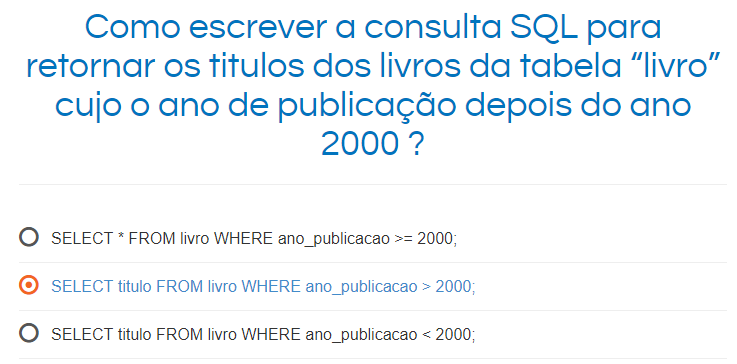 Como escrever a consulta SQL para
retornar os titulos dos livros da tabela “livro”
cujo o ano de publicação depois do ano
2000 ?
SELECT * FROM livro WHERE ano_publicacao >= 2000;
SELECT titulo FROM livro WHERE ano_publicacao > 2000;
SELECT titulo FROM livro WHERE ano_publicacao < 2000;